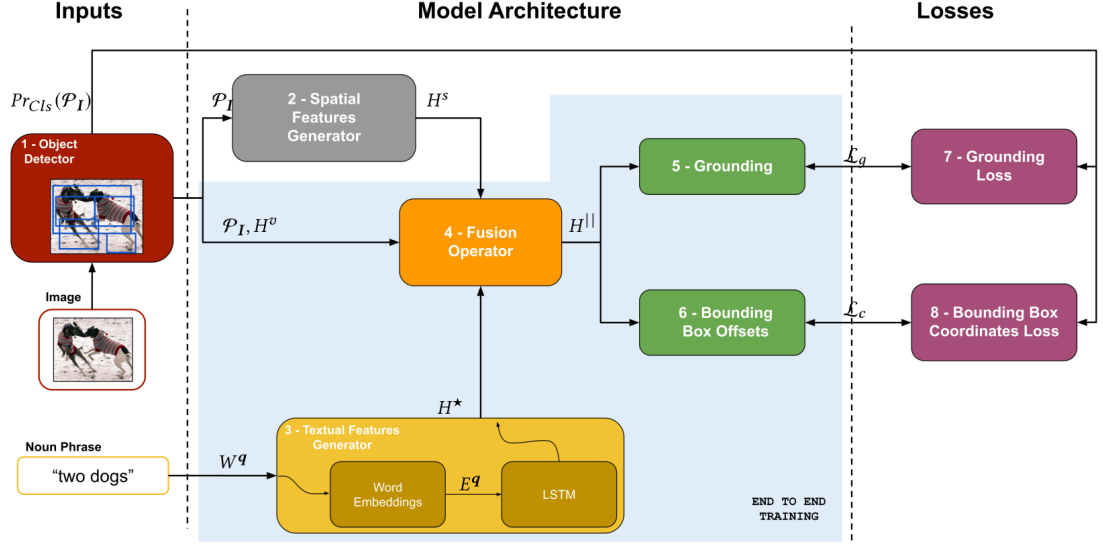 Inputs
Model Architecture
Losses
Pr_{Cls}(𝒫_I)
𝒫_I
2 - Spatial
Features
Generator
H^s
1 - Object
Detector
5 - Grounding
ℒ_g
7 - Grounding
Loss
𝒫_I, H^v
4 - Fusion
Operator
H^{||}
Image
6 - Bounding
Box Offsets
ℒ_c
8 - Bounding Box
Coordinates Loss
H^★
3 - Textual Features
Generator
Noun Phrase
“two dogs”
W^q
Word
Embeddings
E^q
LSTM
END TO END
TRAINING